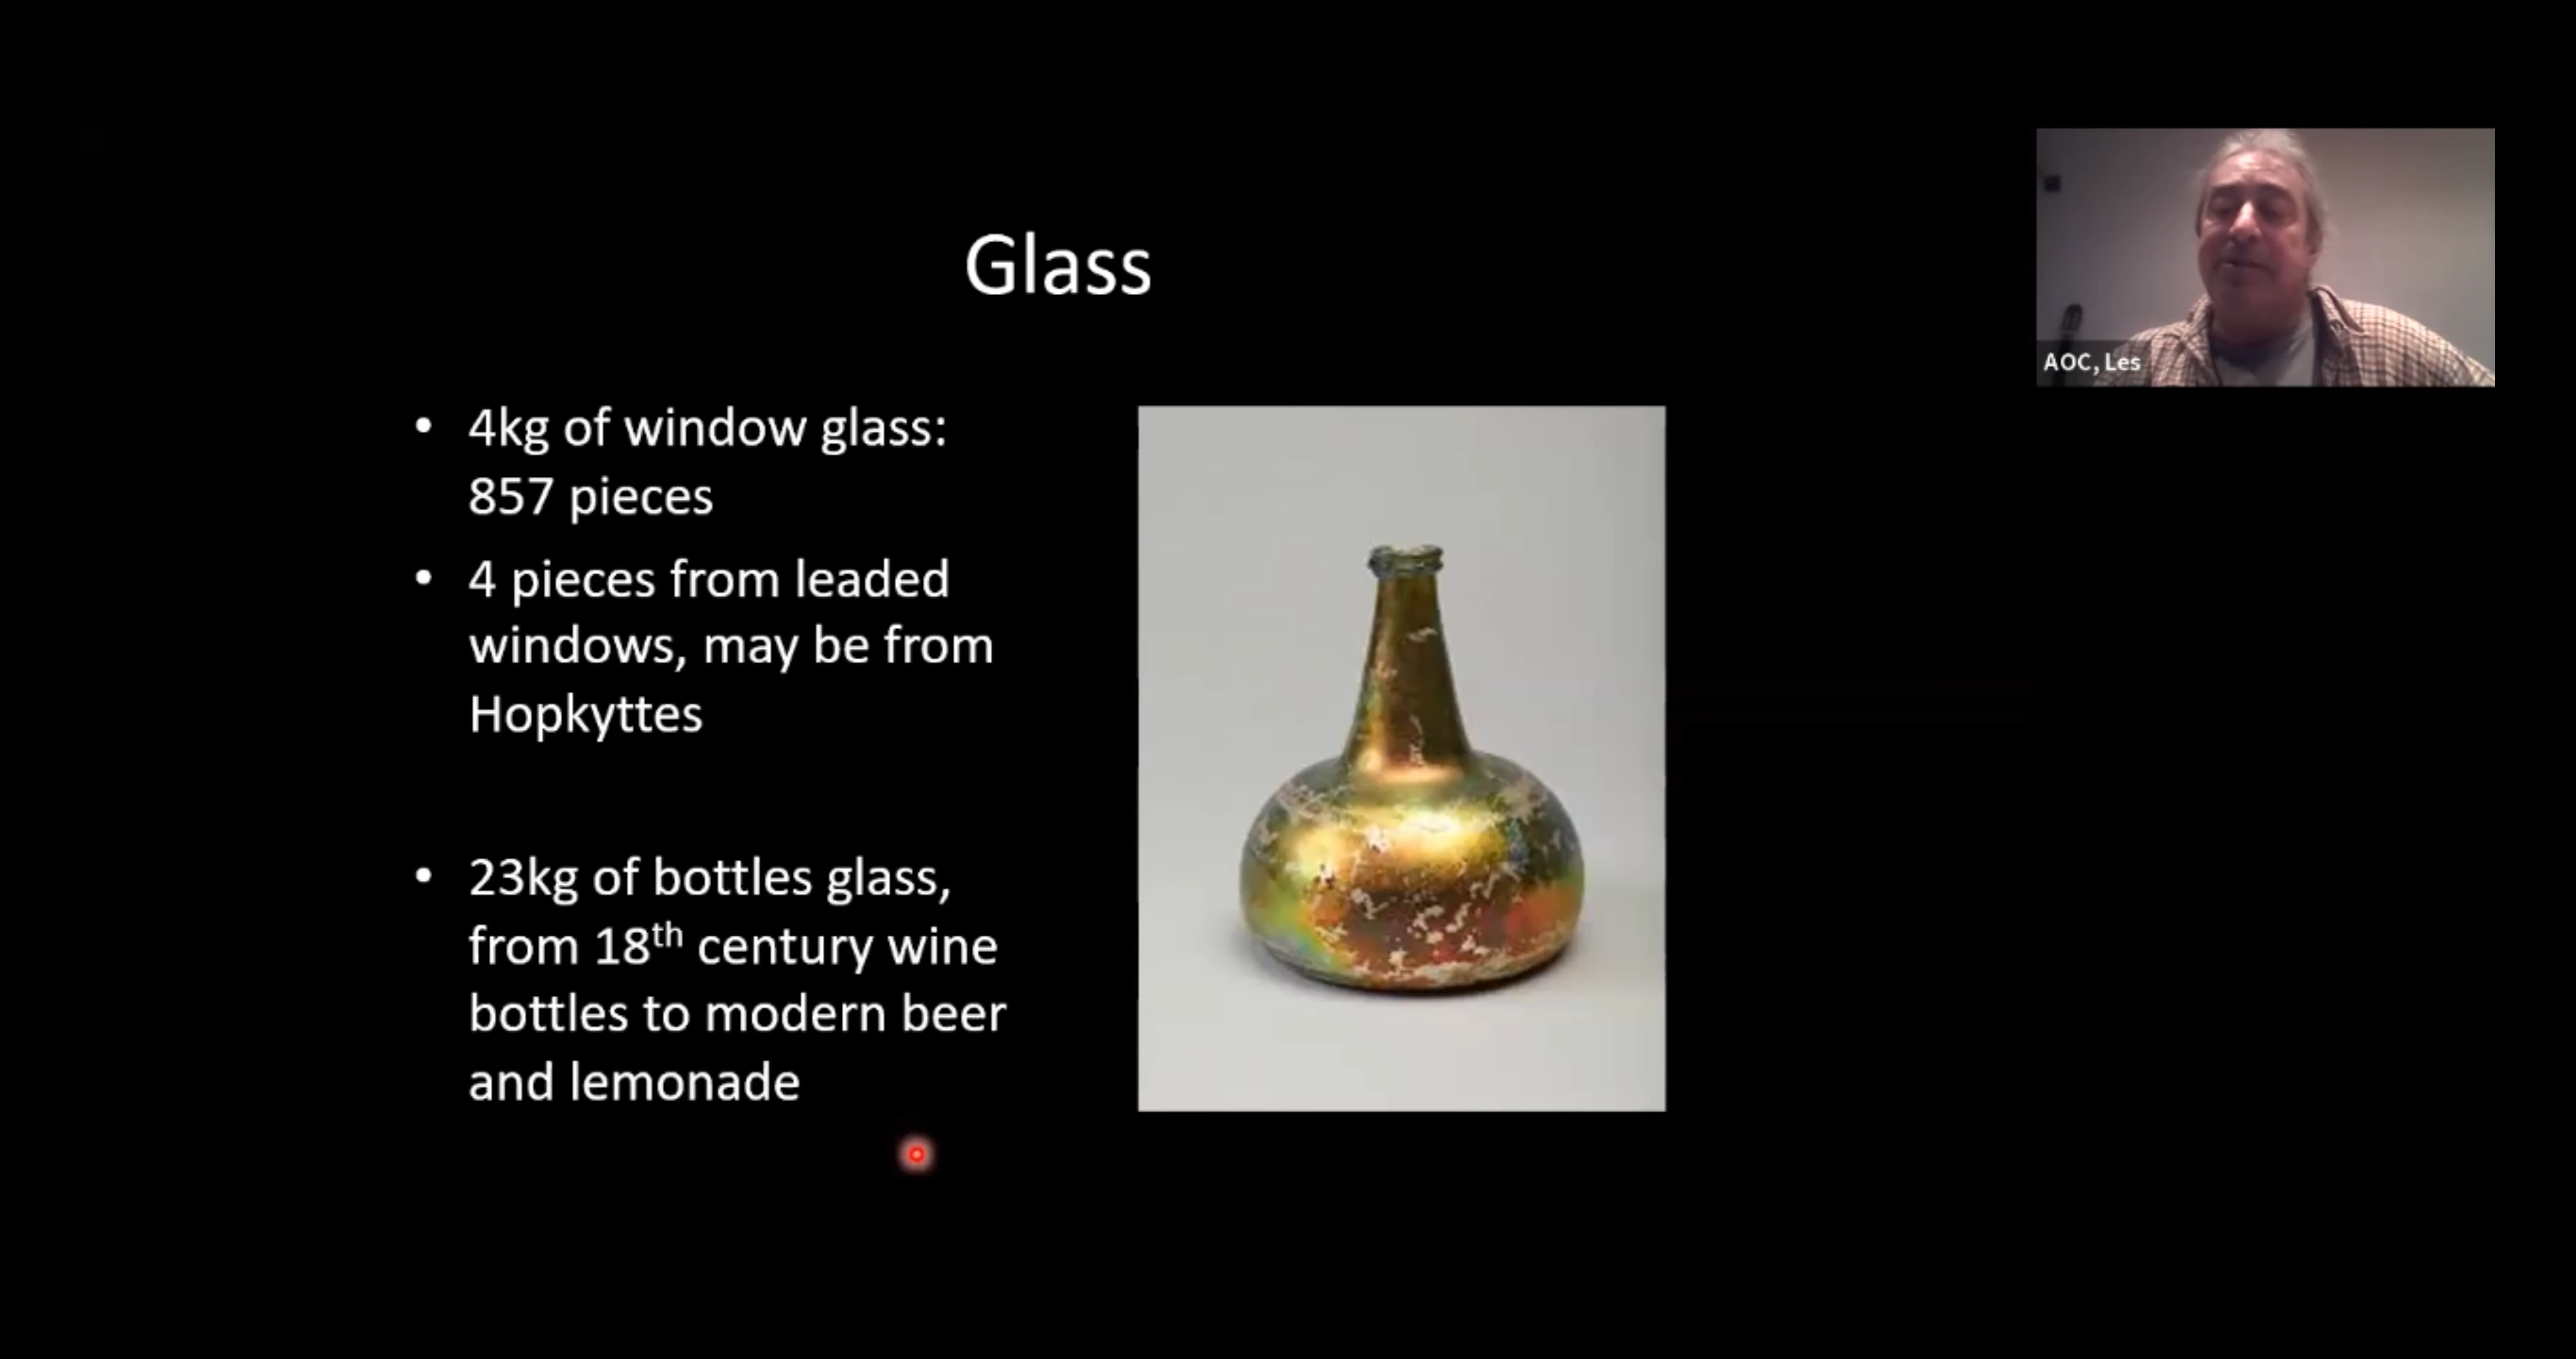 Glass
• 4kg of window glass:
857 pieces
• 4 pieces from leaded
windows, may be from
Hopkyttes
• 23kg of bottles glass,
from 18th century wine
bottles to modern beer
and lemonade
AOC, Les